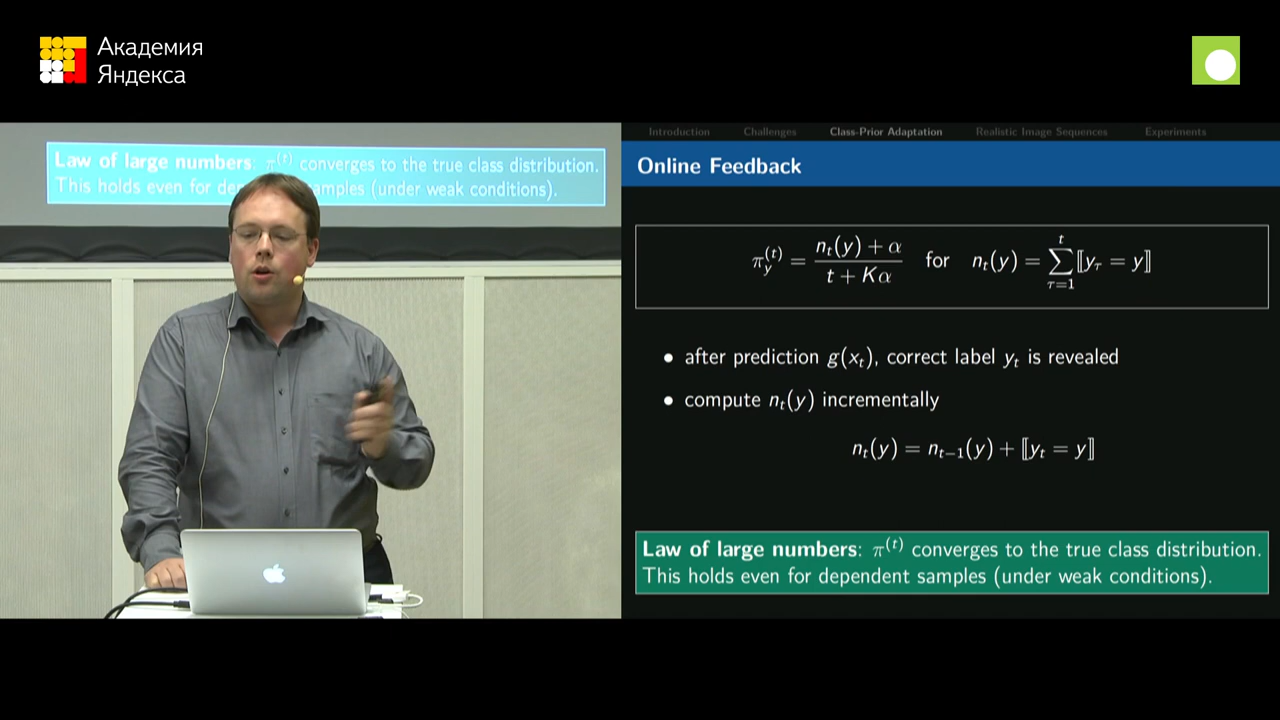 Академия
Яндекса
Law of large numbers: π^(t) converges to the true class distribution.
This holds even for dep samples (under weak conditions).
Introduction Challenges Class-Prior Adaptation Realistic Image Sequences Experiments
Online Feedback
π_y^(t) = (n_t(y) + α) / (t + Kα) for n_t(y) = ∑_{τ=1}^{t} ⟦y_τ = y⟧
• after prediction g(x_t), correct label y_t is revealed
• compute n_t(y) incrementally
n_t(y) = n_{t−1}(y) + ⟦y_t = y⟧
Law of large numbers: π^(t) converges to the true class distribution.
This holds even for dependent samples (under weak conditions).